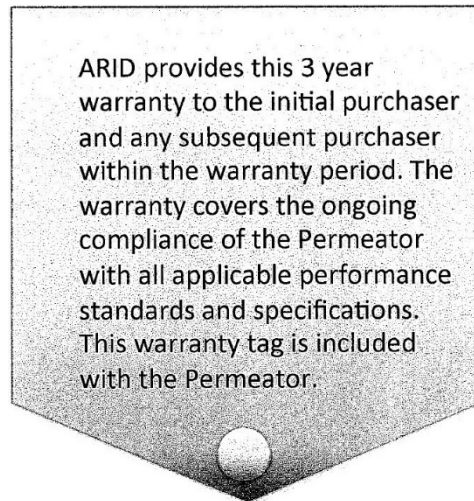 ARID provides this 3 year
warranty to the initial purchaser
and any subsequent purchaser
within the warranty period. The
warranty covers the ongoing
compliance of the Permeator
with all applicable performance
standards and specifications.
This warranty tag is included
with the Permeator.